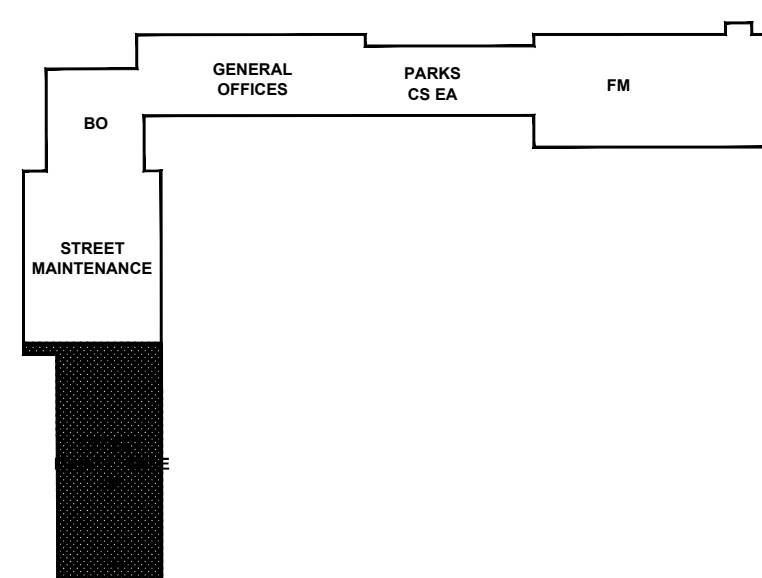 GENERAL
OFFICES
PARKS
CS EA
FM
BO
STREET
MAINTENANCE